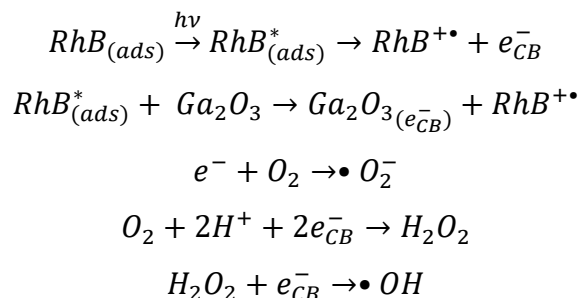 RhB₍ads₎ →^{hν} RhB*₍ads₎ → RhB⁺• + e⁻_{CB}
RhB*₍ads₎ + Ga₂O₃ → Ga₂O₃₍e⁻_{CB}₎ + RhB⁺•
e⁻ + O₂ →• O₂⁻
O₂ + 2H⁺ + 2e⁻_{CB} → H₂O₂
H₂O₂ + e⁻_{CB} →• OH